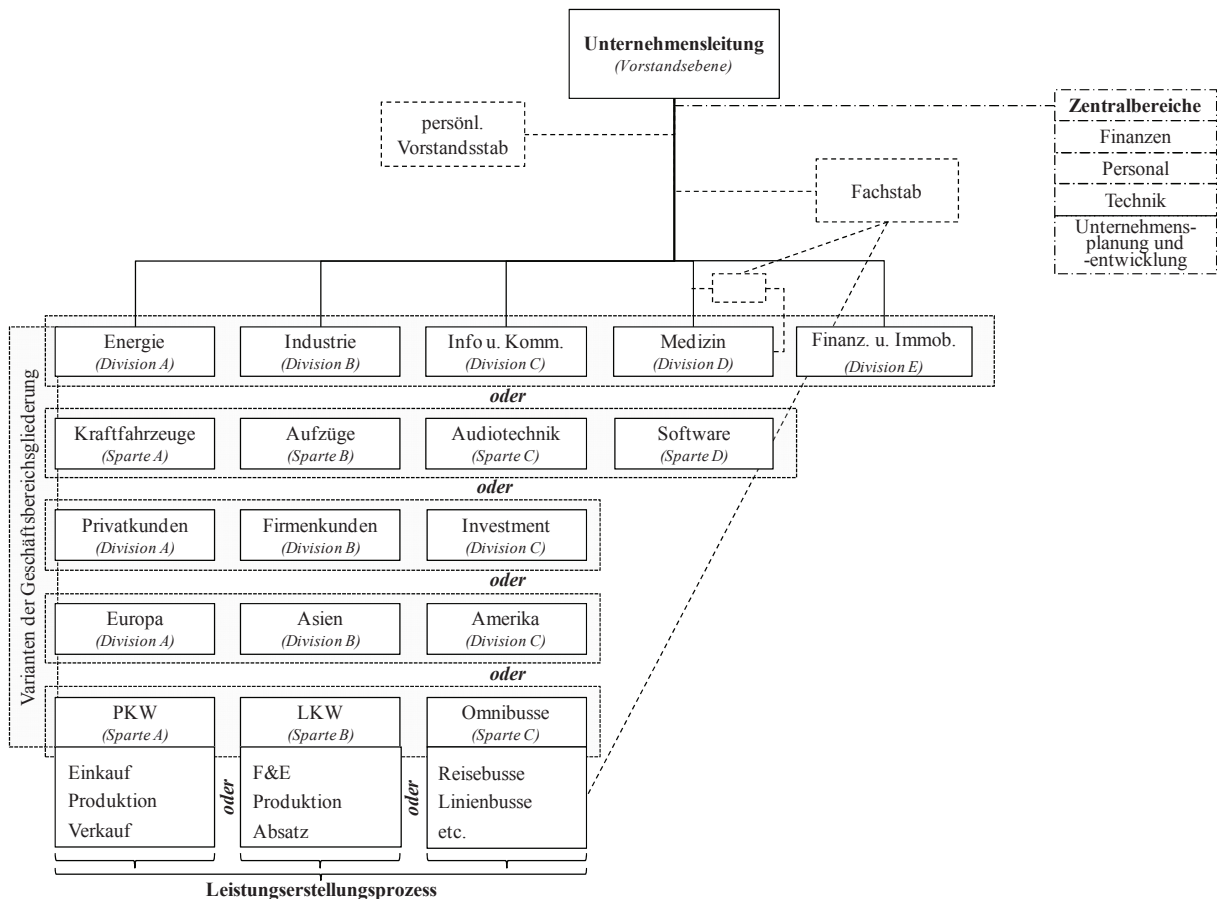 Unternehmensleitung
(Vorstandsebene)
persönl.
Vorstandsstab
Fachstab
Zentralbereiche
Finanzen
Personal
Technik
Unternehmens-
planung und
-entwicklung
Varianten der Geschäftsbereichsgliederung
Energie
(Division A)
Industrie
(Division B)
Info u. Komm.
(Division C)
Medizin
(Division D)
Finanz. u. Immob.
(Division E)
oder
Kraftfahrzeuge
(Sparte A)
Aufzüge
(Sparte B)
Audiotechnik
(Sparte C)
Software
(Sparte D)
oder
Privatkunden
(Division A)
Firmenkunden
(Division B)
Investment
(Division C)
oder
Europa
(Division A)
Asien
(Division B)
Amerika
(Division C)
oder
PKW
(Sparte A)
LKW
(Sparte B)
Omnibusse
(Sparte C)
Einkauf
Produktion
Verkauf
oder
F&E
Produktion
Absatz
oder
Reisebusse
Linienbusse
etc.
Leistungserstellungsprozess